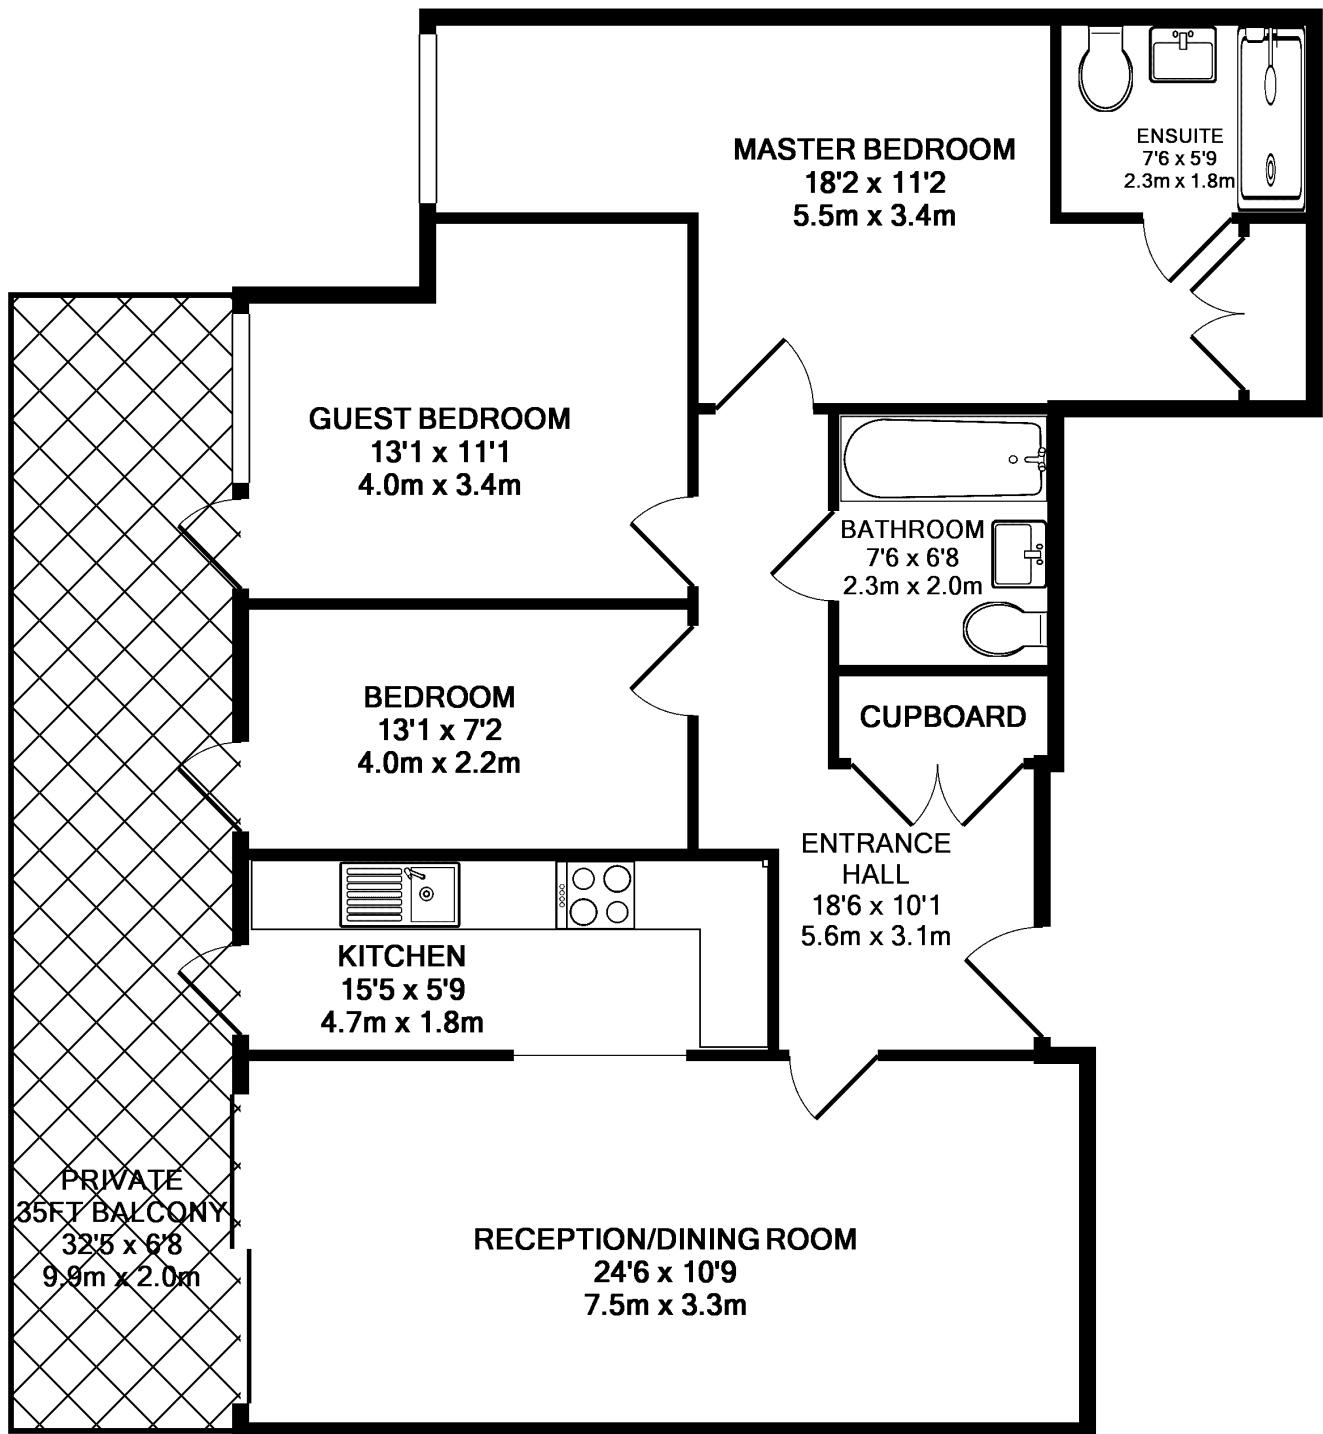 MASTER BEDROOM
18'2 x 11'2
5.5m x 3.4m
ENSUITE
7'6 x 5'9
2.3m x 1.8m
GUEST BEDROOM
13'1 x 11'1
4.0m x 3.4m
BATHROOM
7'6 x 6'8
2.3m x 2.0m
BEDROOM
13'1 x 7'2
4.0m x 2.2m
CUPBOARD
ENTRANCE
HALL
18'6 x 10'1
5.6m x 3.1m
KITCHEN
15'5 x 5'9
4.7m x 1.8m
PRIVATE
35FT BALCONY
32'5 x 6'8
9.9m x 2.0m
RECEPTION/DINING ROOM
24'6 x 10'9
7.5m x 3.3m